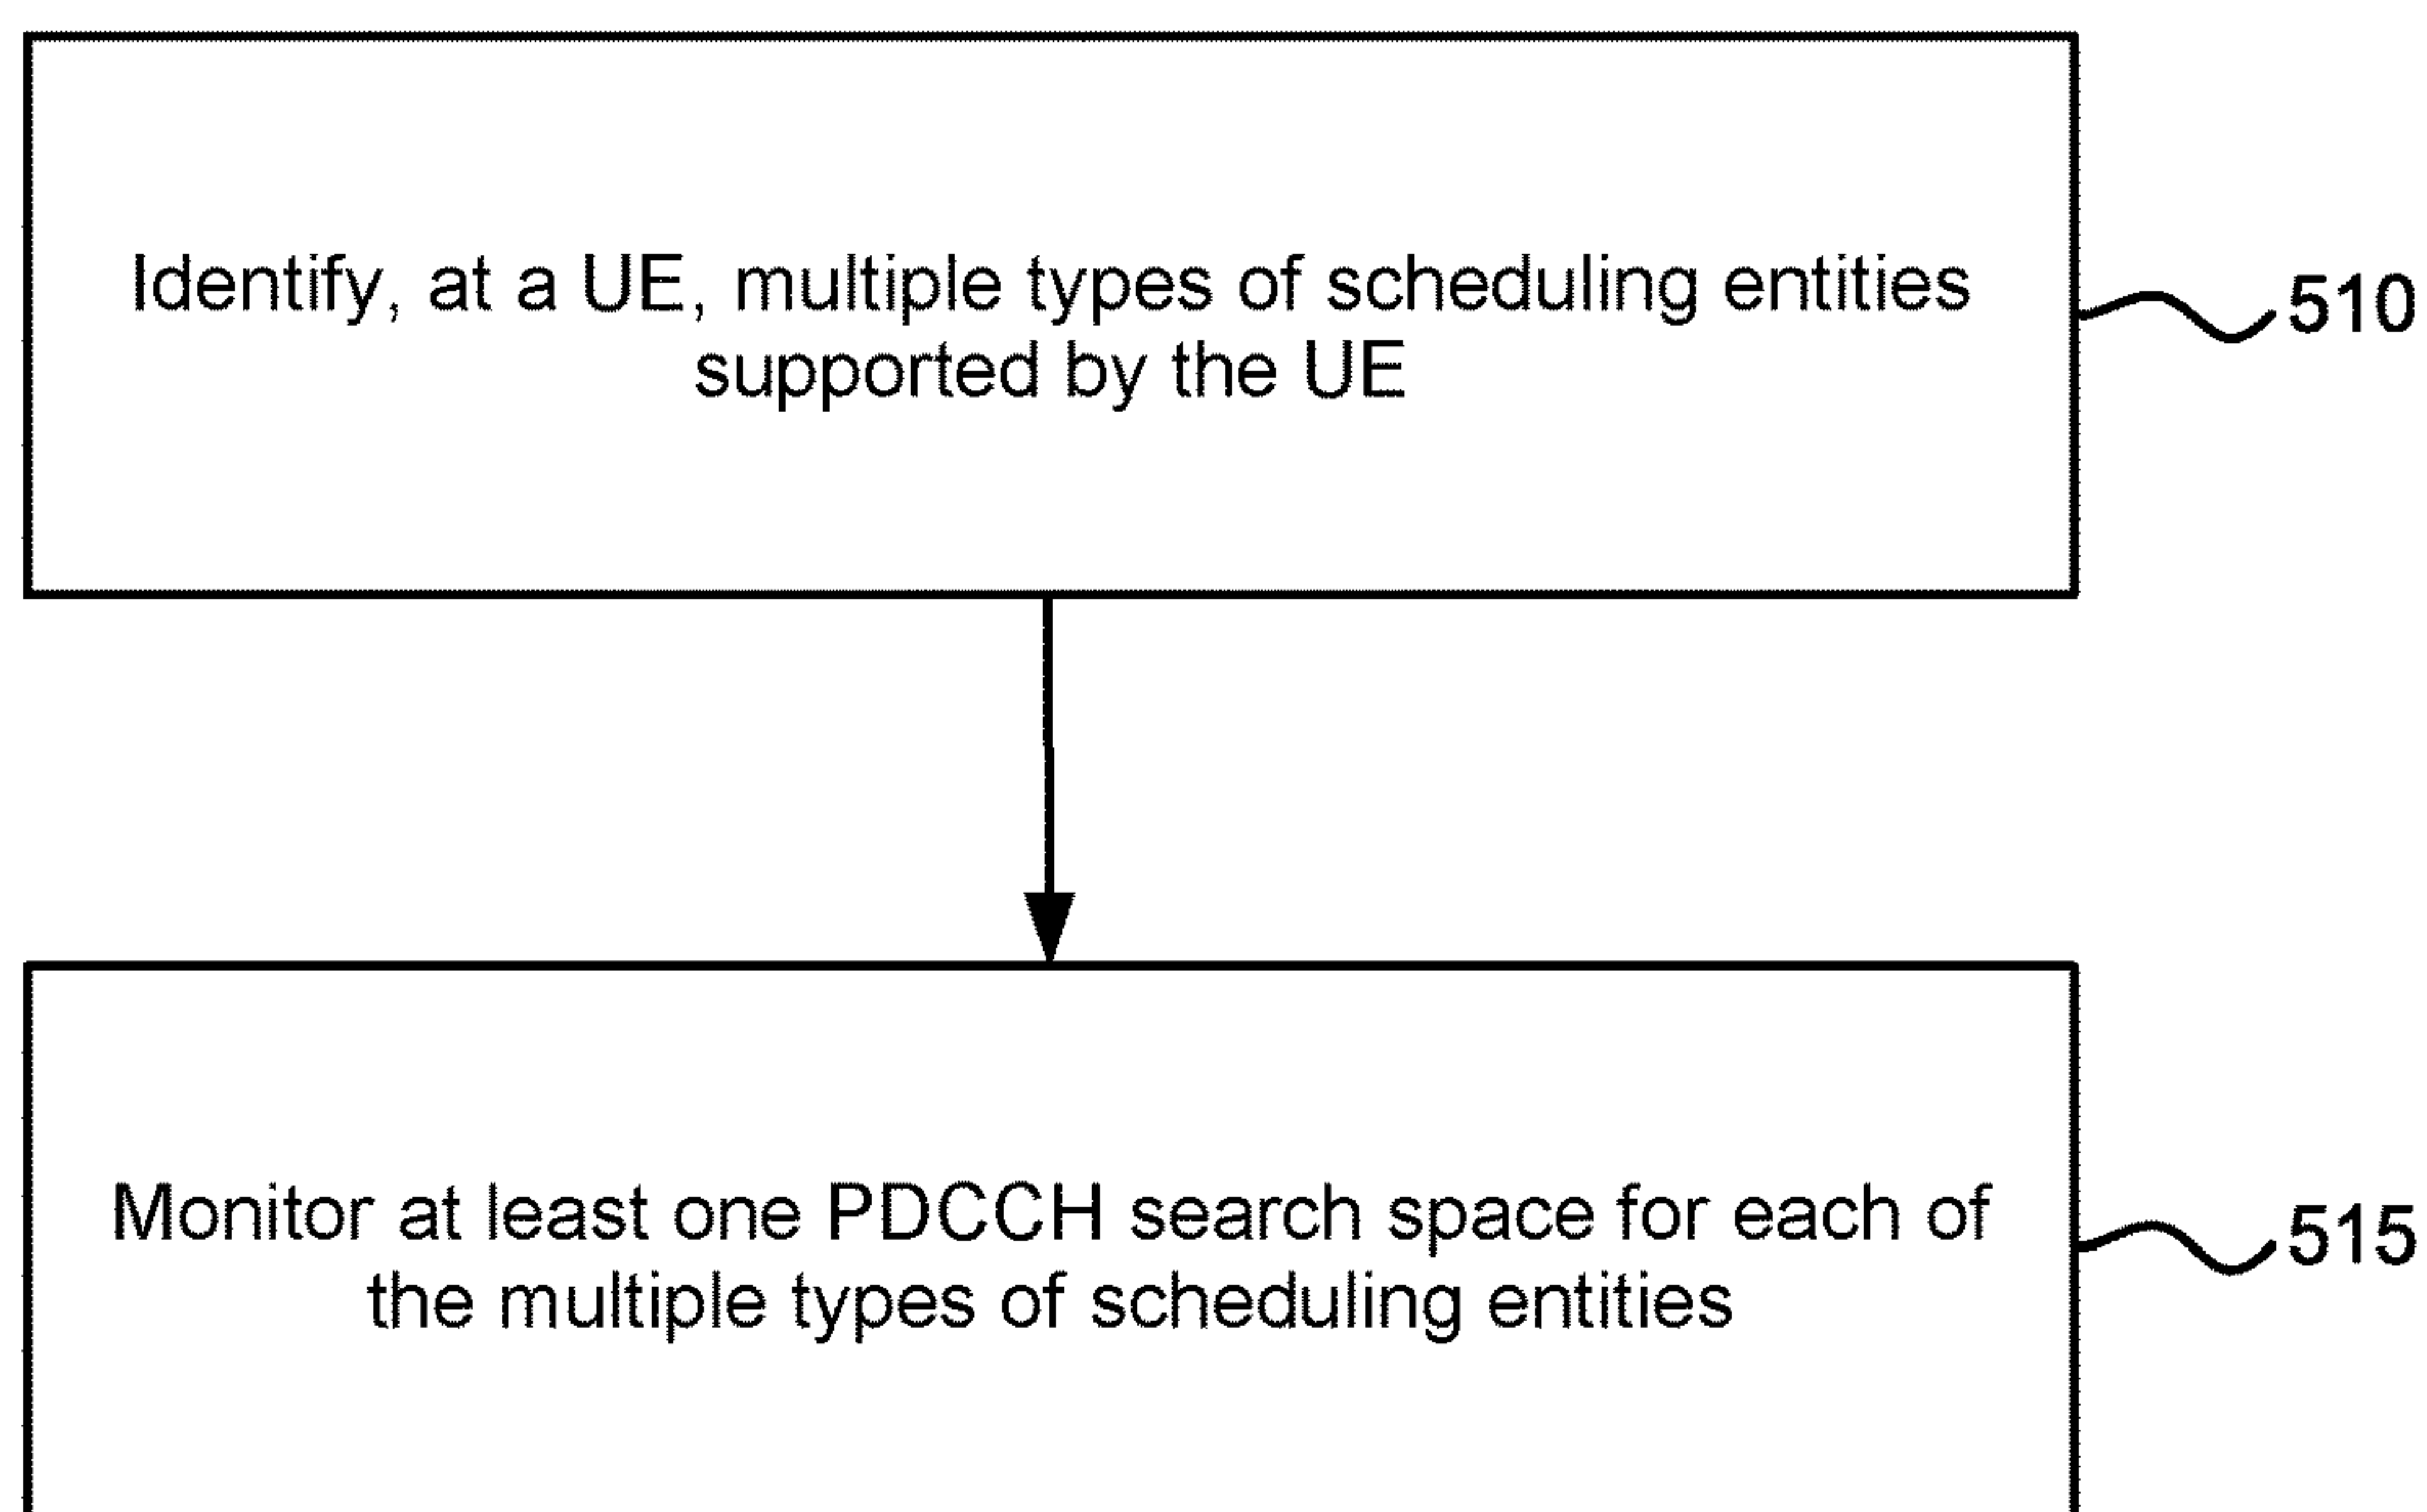 Identify, at a UE, multiple types of scheduling entities
supported by the UE
510
Monitor at least one PDCCH search space for each of
the multiple types of scheduling entities
515